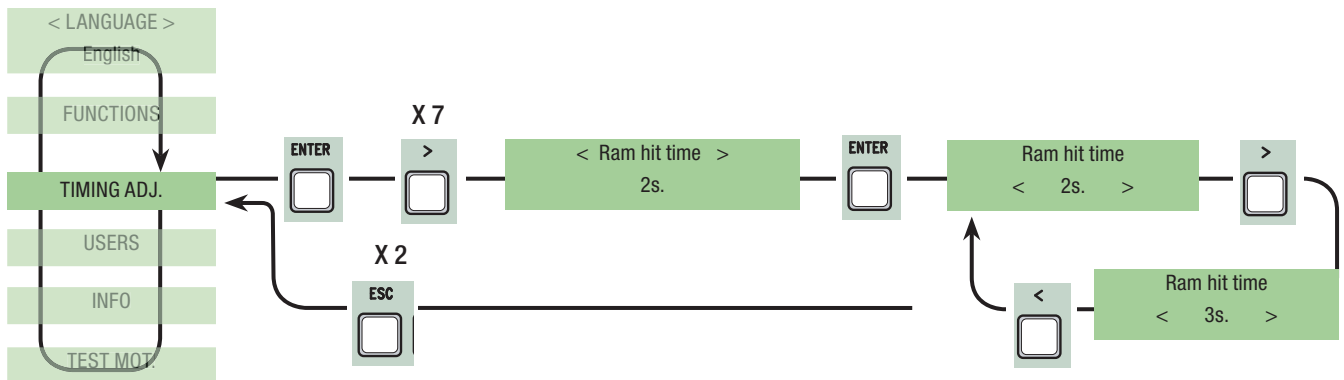 < LANGUAGE >
English
FUNCTIONS
TIMING ADJ.
USERS
INFO
TEST MOT.
ENTER
X 7
>
< Ram hit time >
2s.
ENTER
Ram hit time
< 2s. >
>
X 2
ESC
<
Ram hit time
< 3s. >